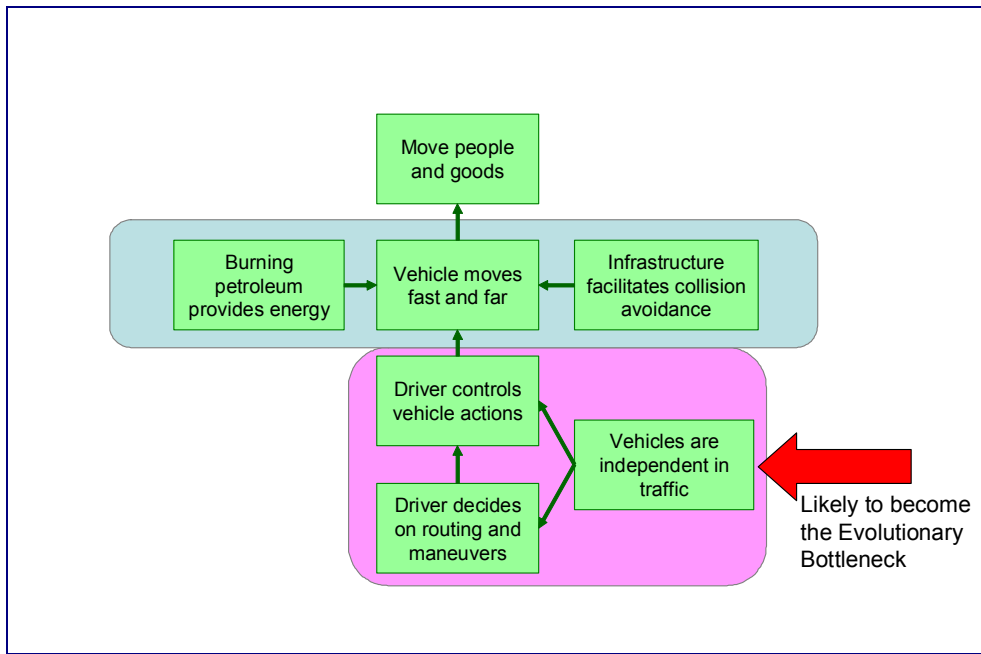 Move people
and goods
Burning
petroleum
provides energy
Vehicle moves
fast and far
Infrastructure
facilitates collision
avoidance
Driver controls
vehicle actions
Vehicles are
independent in
traffic
Driver decides
on routing and
maneuvers
Likely to become
the Evolutionary
Bottleneck